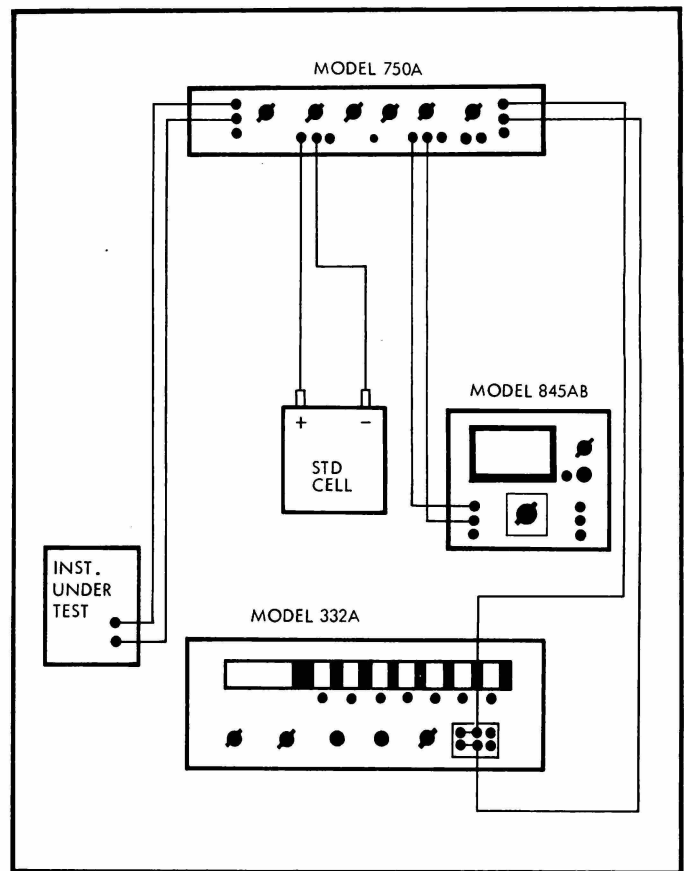 MODEL 750A
MODEL 845AB
+ −
STD
CELL
INST.
UNDER
TEST
MODEL 332A